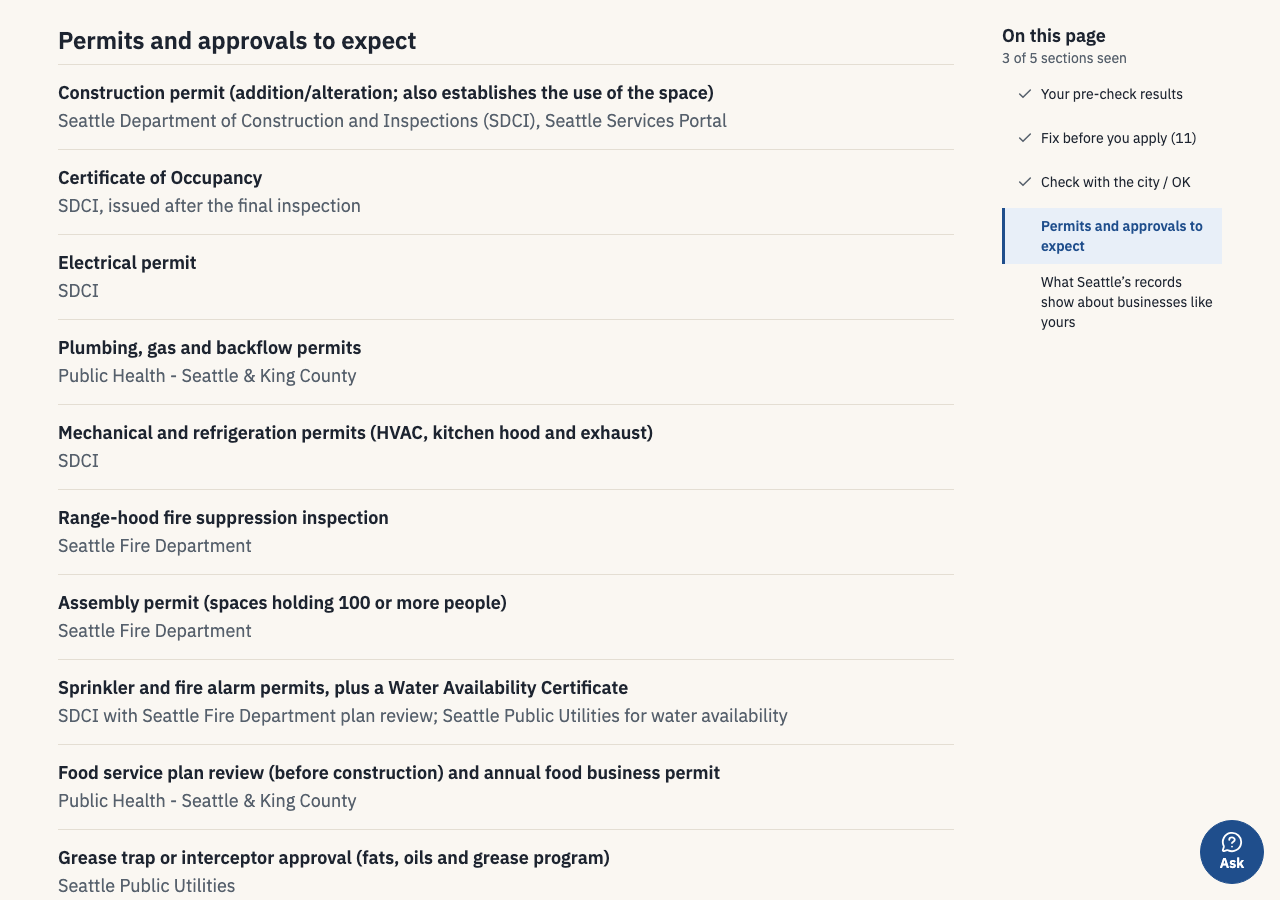 Permits and approvals to expect
Construction permit (addition/alteration; also establishes the use of the space)
Seattle Department of Construction and Inspections (SDCI), Seattle Services Portal
Certificate of Occupancy
SDCI, issued after the final inspection
Electrical permit
SDCI
Plumbing, gas and backflow permits
Public Health - Seattle & King County
Mechanical and refrigeration permits (HVAC, kitchen hood and exhaust)
SDCI
Range-hood fire suppression inspection
Seattle Fire Department
Assembly permit (spaces holding 100 or more people)
Seattle Fire Department
Sprinkler and fire alarm permits, plus a Water Availability Certificate
SDCI with Seattle Fire Department plan review; Seattle Public Utilities for water availability
Food service plan review (before construction) and annual food business permit
Public Health - Seattle & King County
Grease trap or interceptor approval (fats, oils and grease program)
Seattle Public Utilities
On this page
3 of 5 sections seen
Your pre-check results
Fix before you apply (11)
Check with the city / OK
Permits and approvals to
expect
What Seattle’s records
show about businesses like
yours
Ask